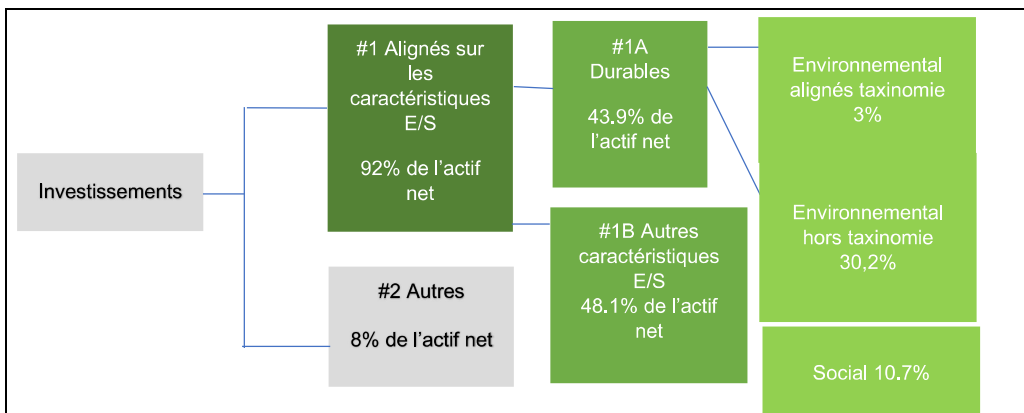 Investissements
#1 Alignés sur
les
caractéristiques
E/S
92% de l'actif
net
#2 Autres
8% de l'actif net
#1A
Durables
43.9% de
l'actif net
#1B Autres
caractéristiques
E/S
48.1% de l'actif
net
Environnemental
alignés taxinomie
3%
Environnemental
hors taxinomie
30,2%
Social 10.7%